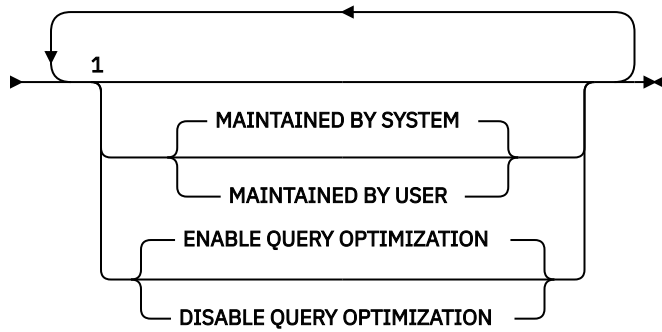 1
MAINTAINED BY SYSTEM
MAINTAINED BY USER
ENABLE QUERY OPTIMIZATION
DISABLE QUERY OPTIMIZATION